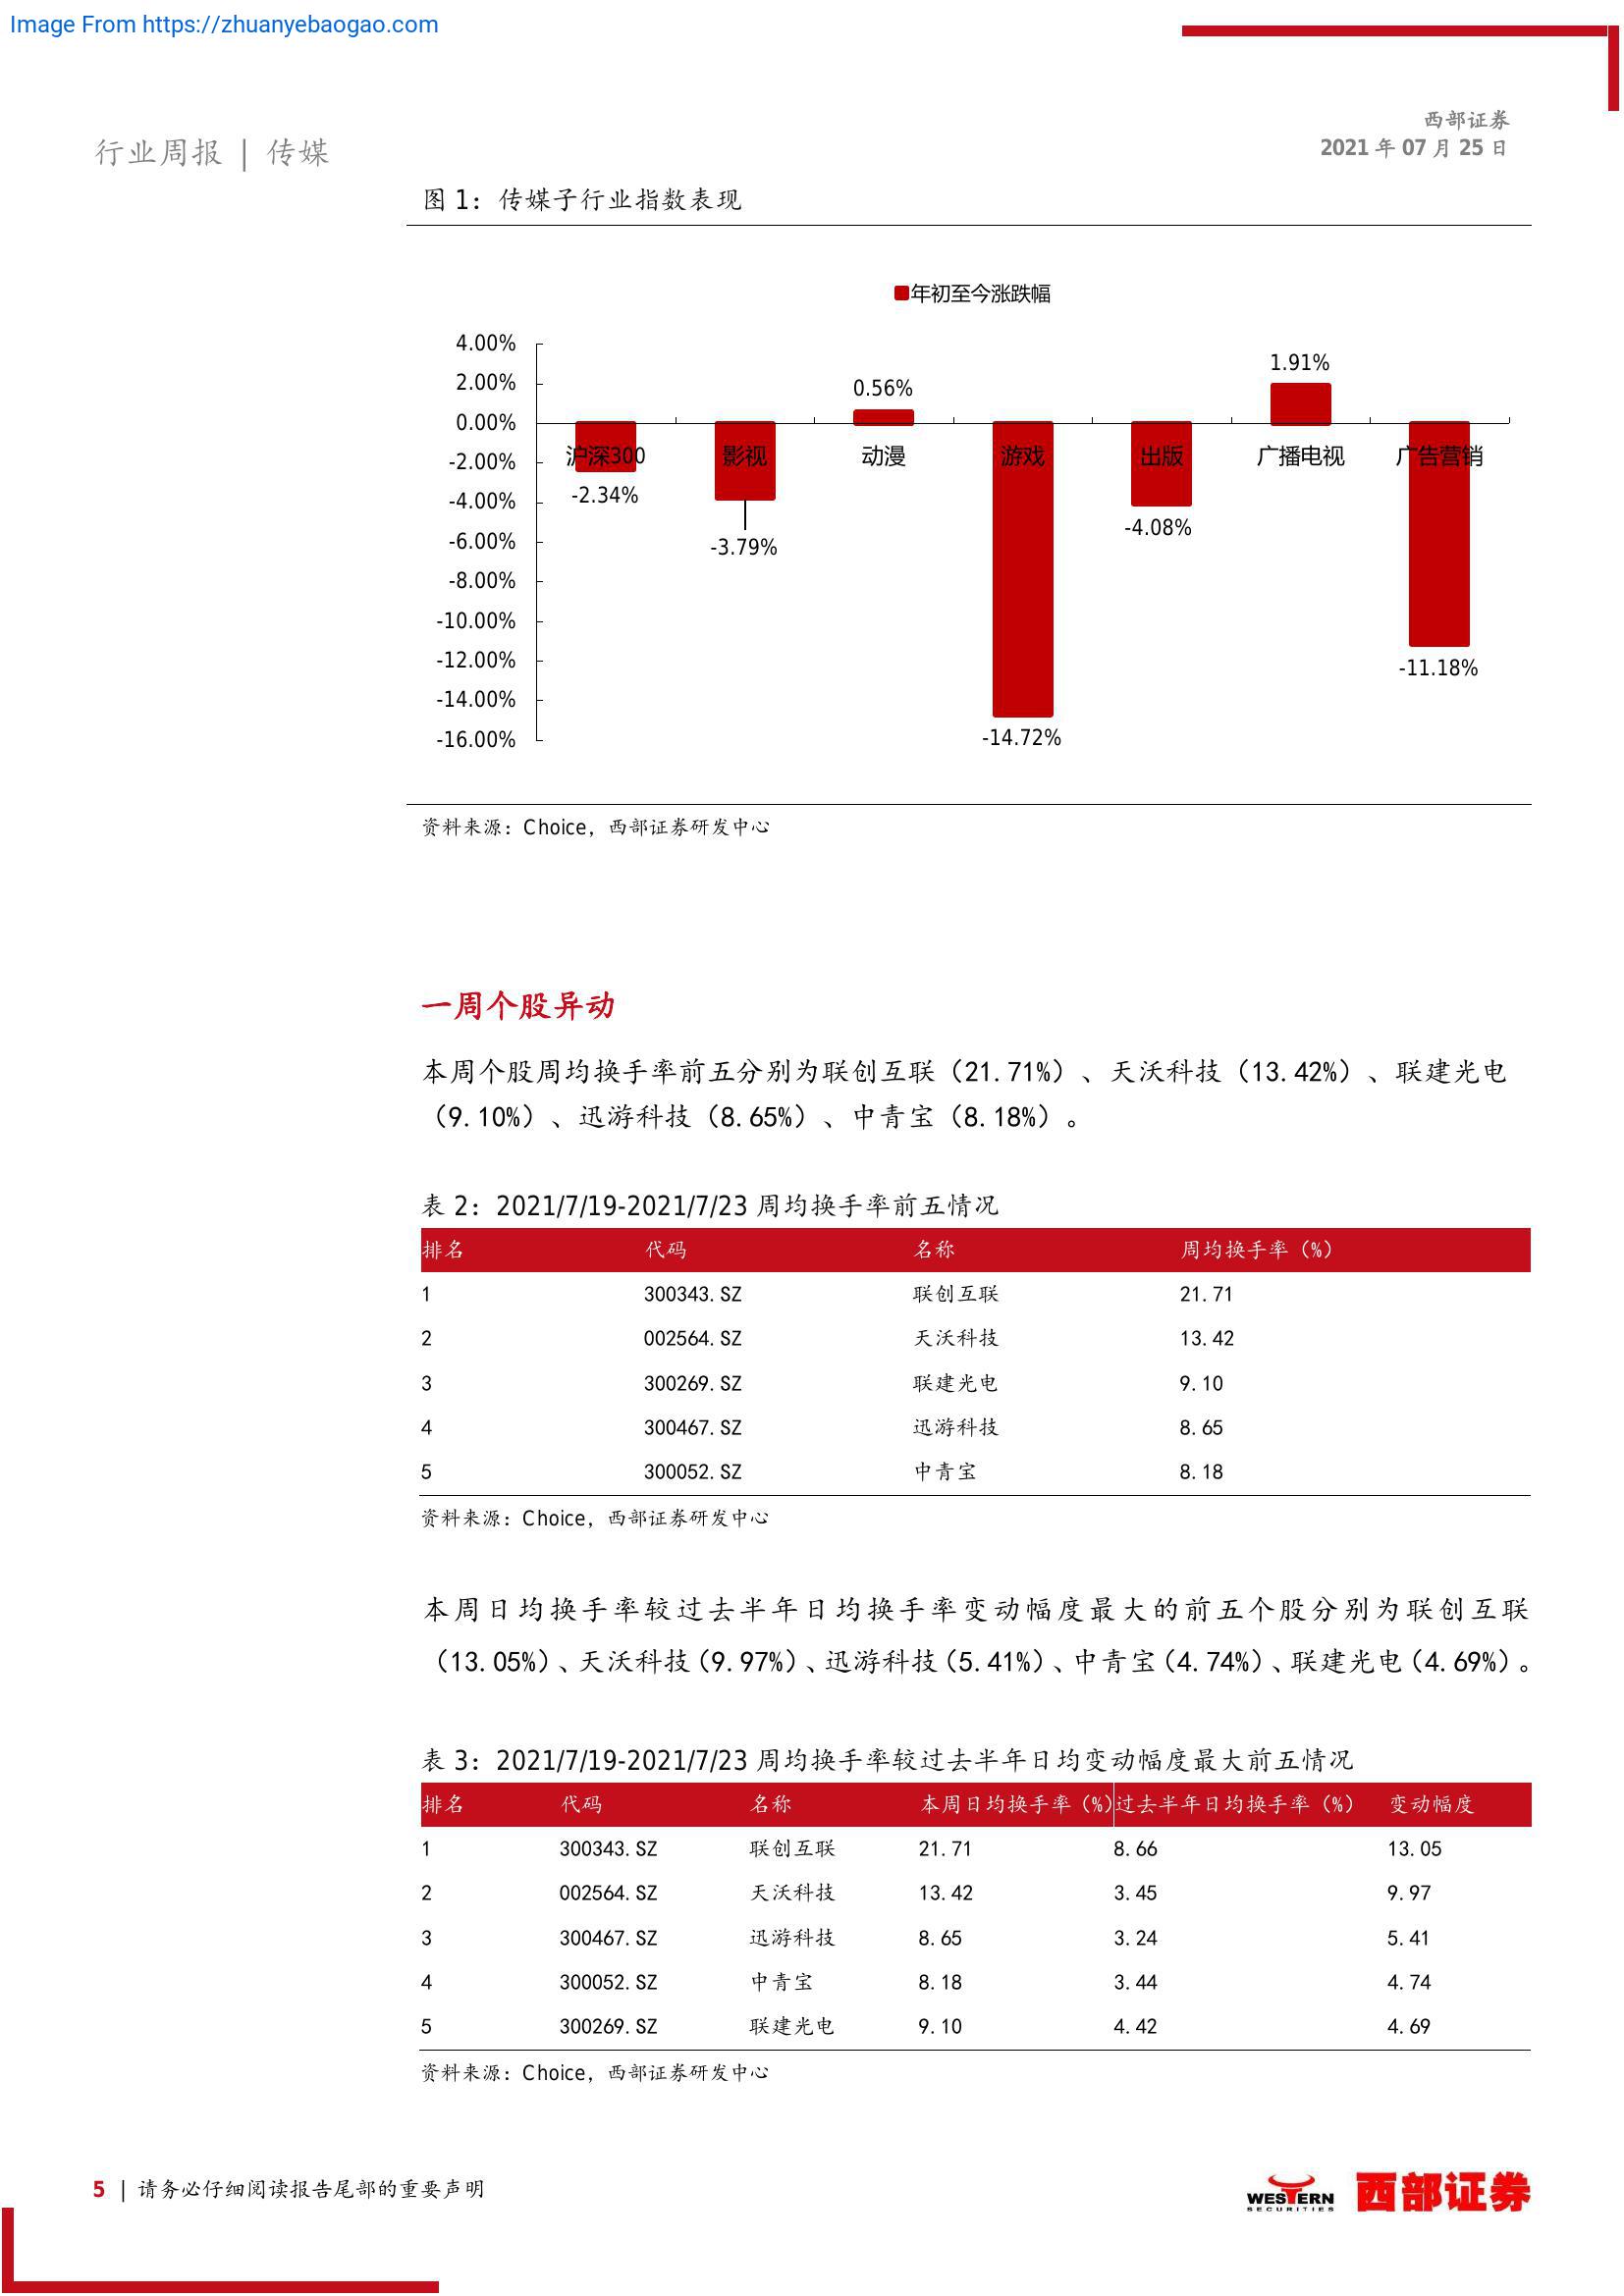 Image From https://zhuanyebaogao.com
西部证券
行业周报 | 传媒
2021 年 07 月 25 日
图 1：传媒子行业指数表现
年初至今涨跌幅
4.00%
2.00%
0.00%
-2.00%
-4.00%
-6.00%
-8.00%
-10.00%
-12.00%
-14.00%
-16.00%
沪深300 影视 动漫 游戏 出版 广播电视 广告营销
-2.34% -3.79% 0.56% -14.72% -4.08% 1.91% -11.18%
资料来源：Choice，西部证券研发中心
一周个股异动
本周个股周均换手率前五分别为联创互联（21.71%）、天沃科技（13.42%）、联建光电
（9.10%）、迅游科技（8.65%）、中青宝（8.18%）。
表 2：2021/7/19-2021/7/23 周均换手率前五情况
排名 代码 名称 周均换手率（%）
1 300343.SZ 联创互联 21.71
2 002564.SZ 天沃科技 13.42
3 300269.SZ 联建光电 9.10
4 300467.SZ 迅游科技 8.65
5 300052.SZ 中青宝 8.18
资料来源：Choice，西部证券研发中心
本周日均换手率较过去半年日均换手率变动幅度最大的前五个股分别为联创互联
（13.05%）、天沃科技（9.97%）、迅游科技（5.41%）、中青宝（4.74%）、联建光电（4.69%）。
表 3：2021/7/19-2021/7/23 周均换手率较过去半年日均变动幅度最大前五情况
排名 代码 名称 本周日均换手率（%） 过去半年日均换手率（%） 变动幅度
1 300343.SZ 联创互联 21.71 8.66 13.05
2 002564.SZ 天沃科技 13.42 3.45 9.97
3 300467.SZ 迅游科技 8.65 3.24 5.41
4 300052.SZ 中青宝 8.18 3.44 4.74
5 300269.SZ 联建光电 9.10 4.42 4.69
资料来源：Choice，西部证券研发中心
5 | 请务必仔细阅读报告尾部的重要声明
WESTERN
SECURITIES
西部证券